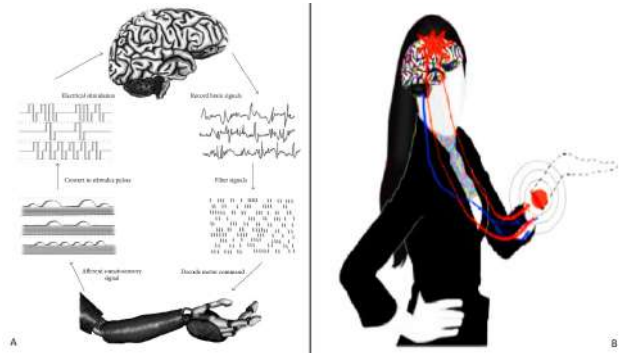 Electrical stimulation
Record brain signals
Convert to stimulus pulses
Filter signals
Afferent somatosensory
signal
Decode motor command
A
B